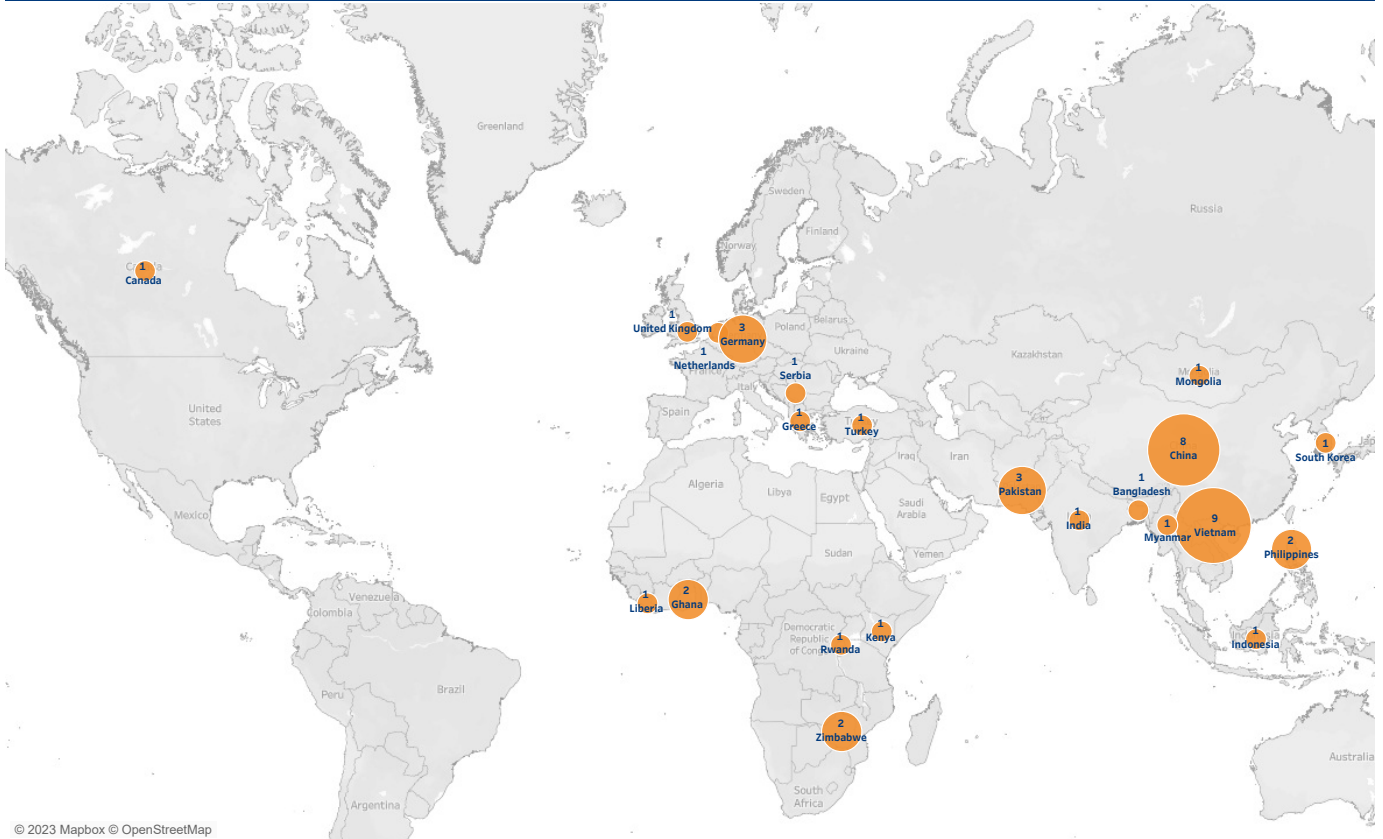 Greenland
Russia
Sweden
Finland
Norway
1
Canada
1
United Kingdom
3
Germany
Poland
Belarus
Ukraine
Kazakhstan
1
Netherlands
France
1
Serbia
Italy
Spain
1
Greece
1
Turkey
1
Mongolia
United
States
8
China
1
South Korea
Iraq
Iran
3
Pakistan
1
Bangladesh
Algeria
Libya
Egypt
Saudi
Arabia
Mexico
1
India
1
Myanmar
9
Vietnam
2
Philippines
Sudan
Yemen
1
Liberia
2
Ghana
Venezuela
Colombia
Democratic
Republic
of Congo
1
Rwanda
1
Kenya
1
Indonesia
Peru
Brazil
2
Zimbabwe
Australia
South
Africa
Argentina
© 2023 Mapbox © OpenStreetMap